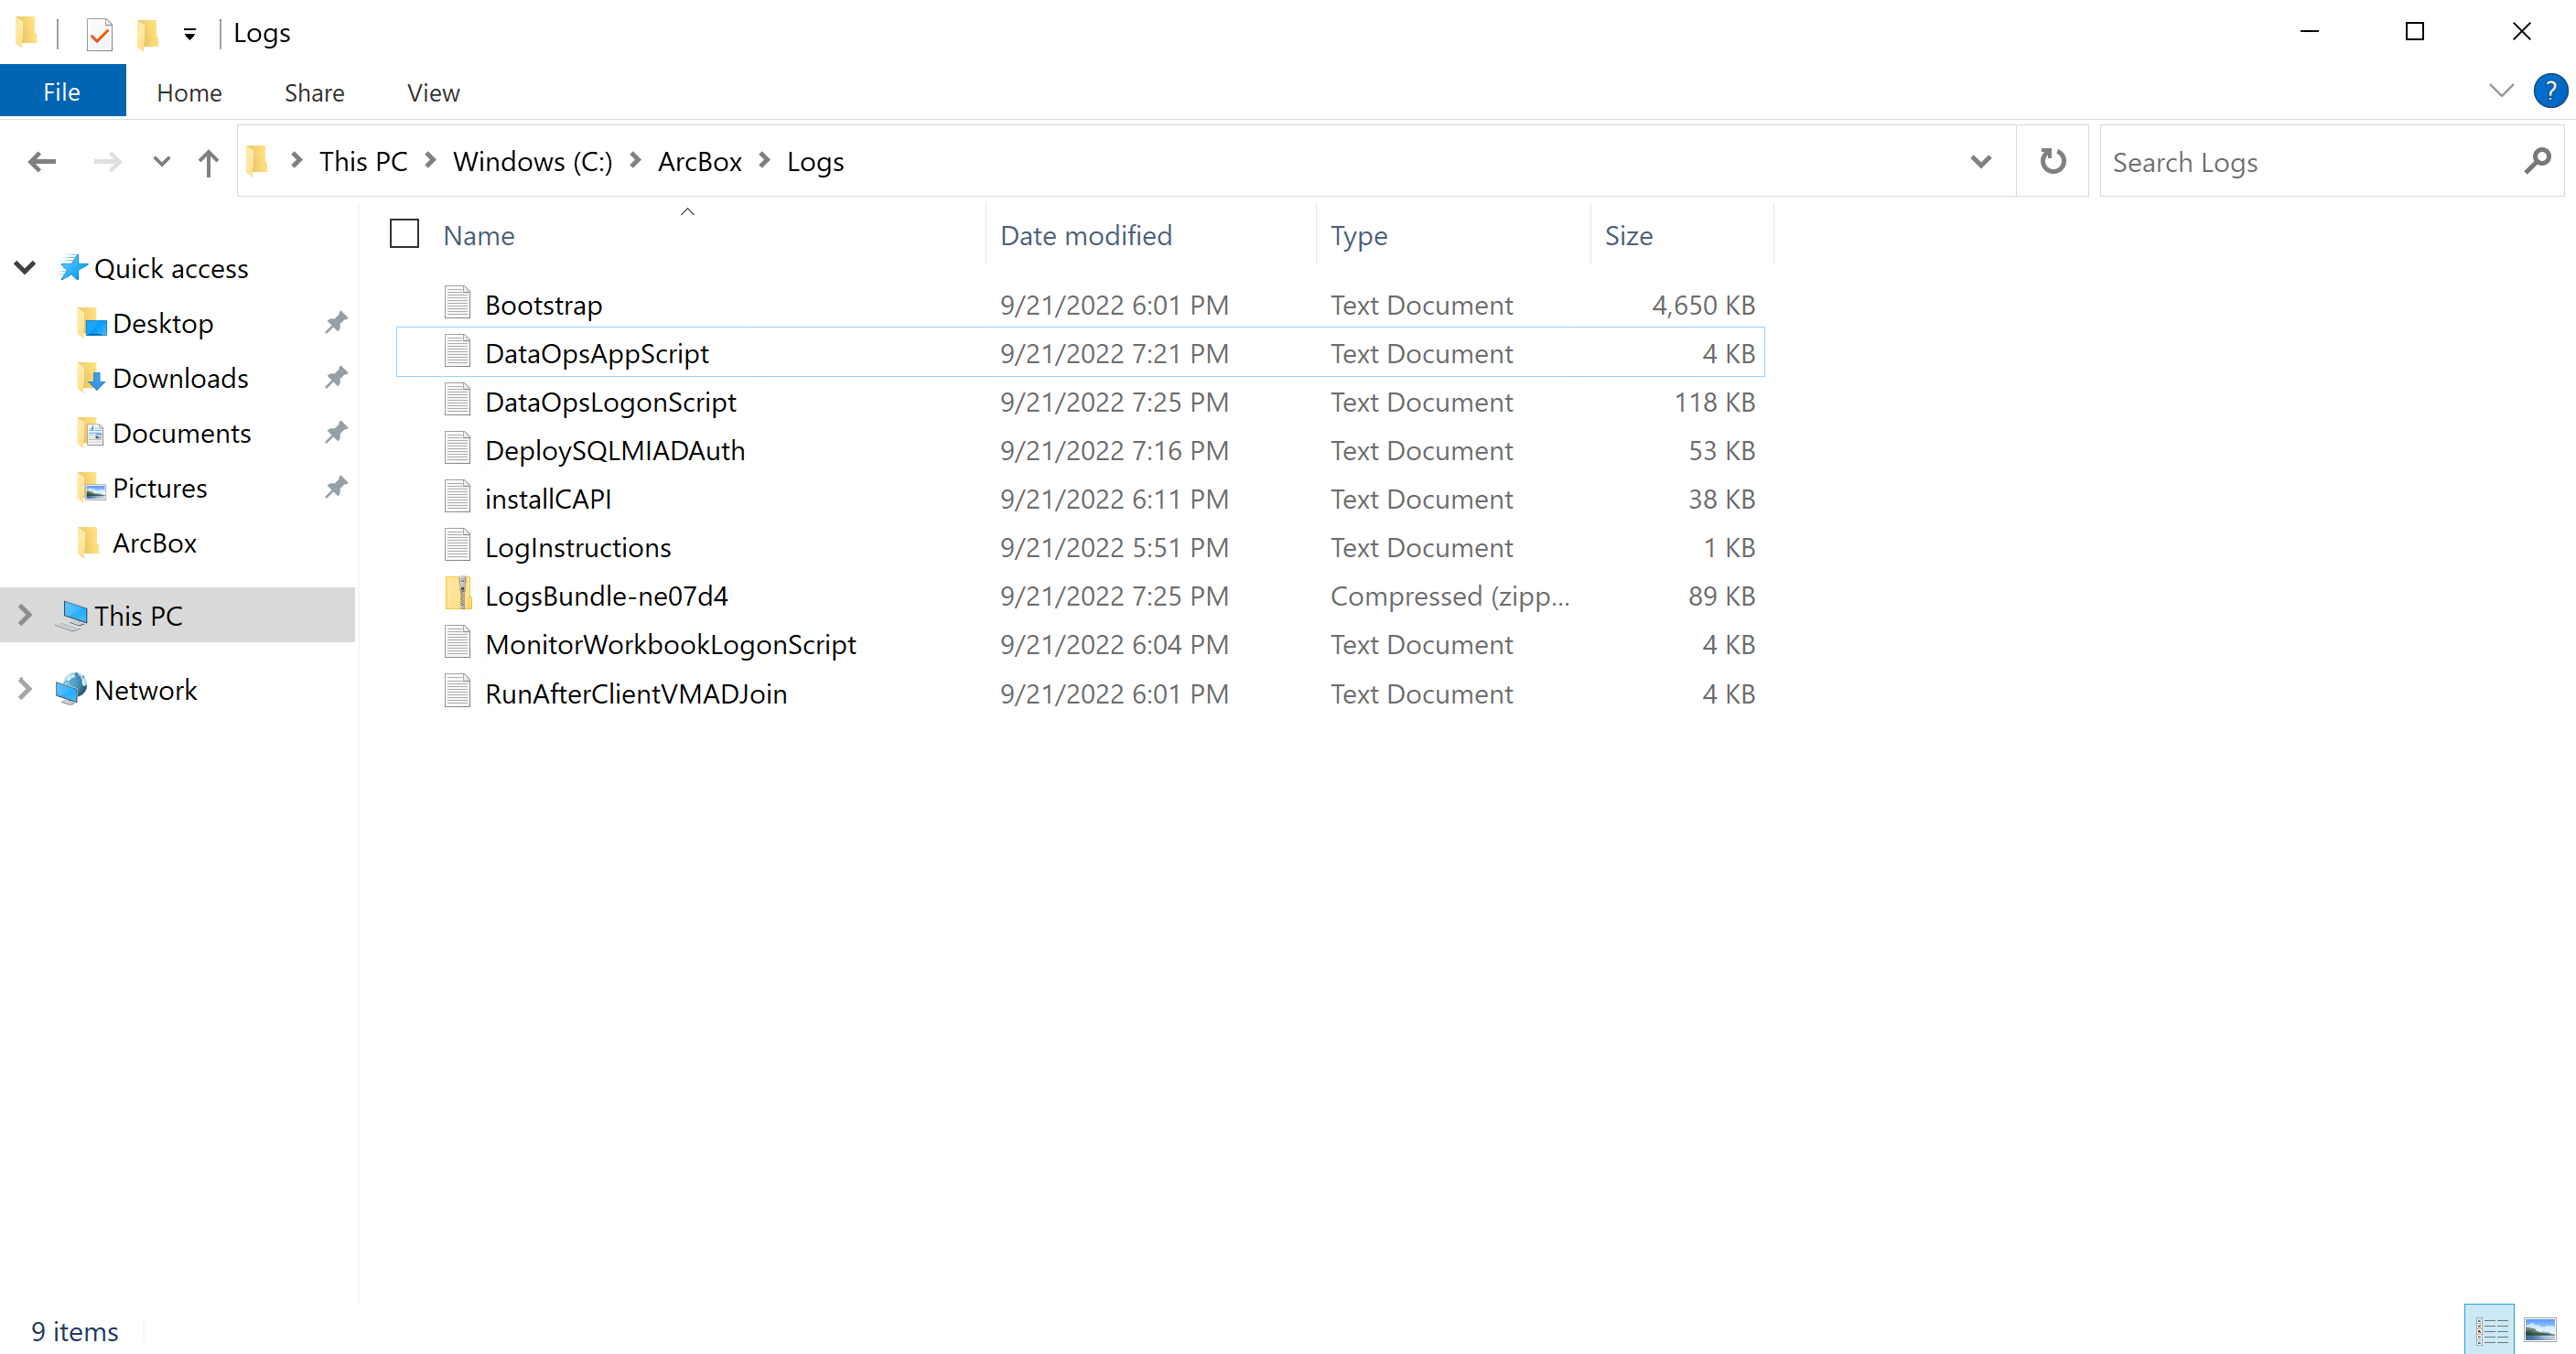 Logs
File Home Share View ?
This PC Windows (C:) ArcBox Logs Search Logs
Name Date modified Type Size
Quick access
Desktop
Downloads
Documents
Pictures
ArcBox
This PC
Network
Bootstrap 9/21/2022 6:01 PM Text Document 4,650 KB
DataOpsAppScript 9/21/2022 7:21 PM Text Document 4 KB
DataOpsLogonScript 9/21/2022 7:25 PM Text Document 118 KB
DeploySQLMIADAuth 9/21/2022 7:16 PM Text Document 53 KB
installCAPI 9/21/2022 6:11 PM Text Document 38 KB
LogInstructions 9/21/2022 5:51 PM Text Document 1 KB
LogsBundle-ne07d4 9/21/2022 7:25 PM Compressed (zipp... 89 KB
MonitorWorkbookLogonScript 9/21/2022 6:04 PM Text Document 4 KB
RunAfterClientVMADJoin 9/21/2022 6:01 PM Text Document 4 KB
9 items